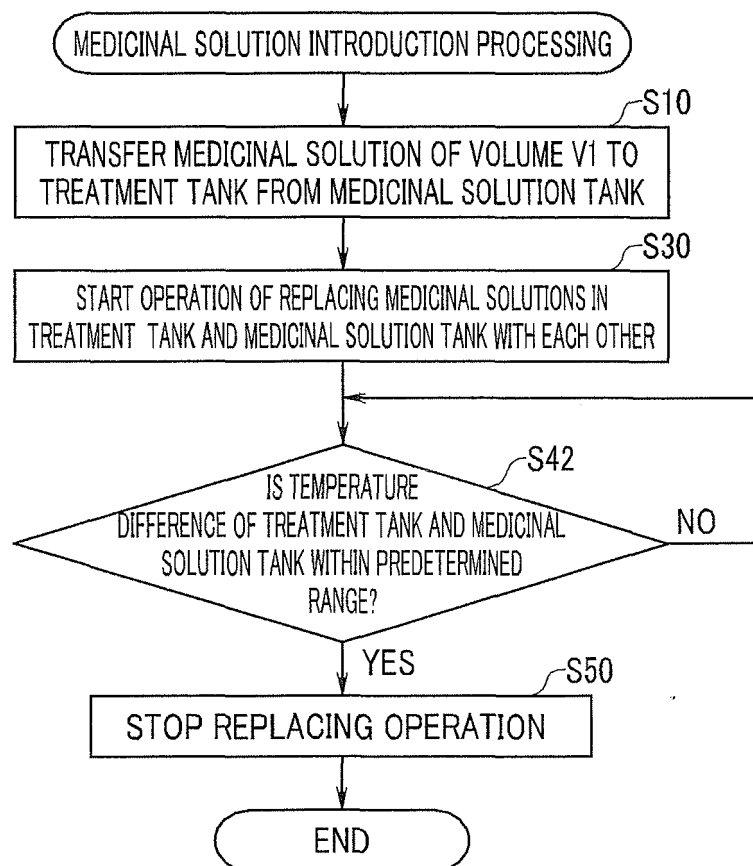 MEDICINAL SOLUTION INTRODUCTION PROCESSING
S10
TRANSFER MEDICINAL SOLUTION OF VOLUME V1 TO
TREATMENT TANK FROM MEDICINAL SOLUTION TANK
S30
START OPERATION OF REPLACING MEDICINAL SOLUTIONS IN
TREATMENT TANK AND MEDICINAL SOLUTION TANK WITH EACH OTHER
S42
IS TEMPERATURE
DIFFERENCE OF TREATMENT TANK AND MEDICINAL
SOLUTION TANK WITHIN PREDETERMINED
RANGE?
NO
YES
S50
STOP REPLACING OPERATION
END